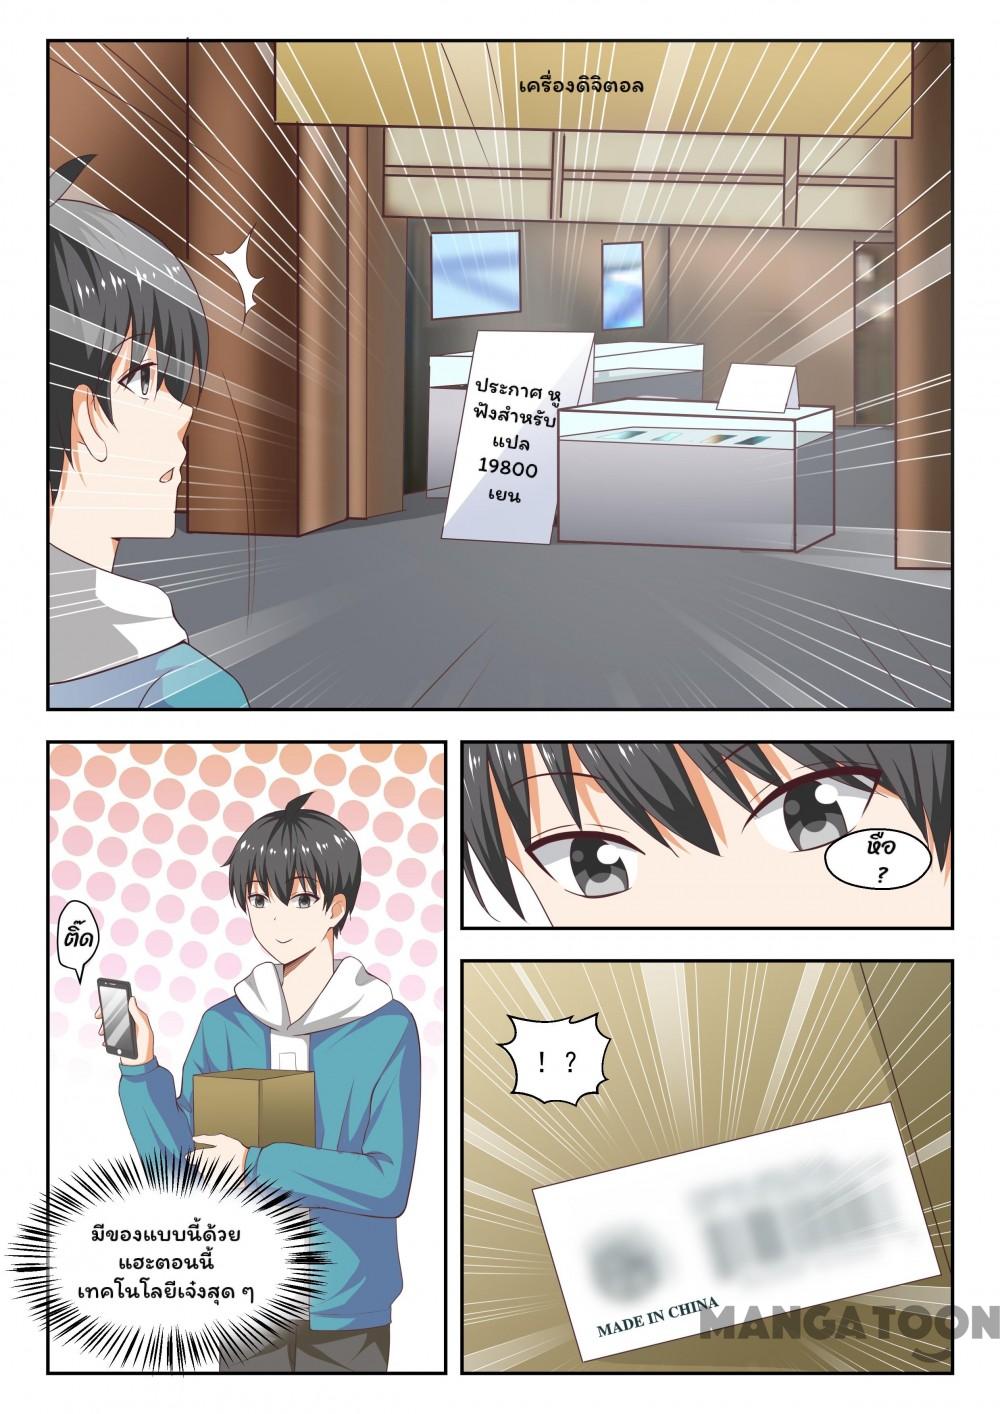 เครื่องดิจิตอล
ประกาศ หู
ฟังสำหรับ
แปล
19800
เยน
ติ๊ด
มีของแบบนี้ด้วย
แฮะตอนนี้
เทคโนโลยีเจ๋งสุด ๆ
หือ
?
! ?
MADE IN CHINA
MANGATOON